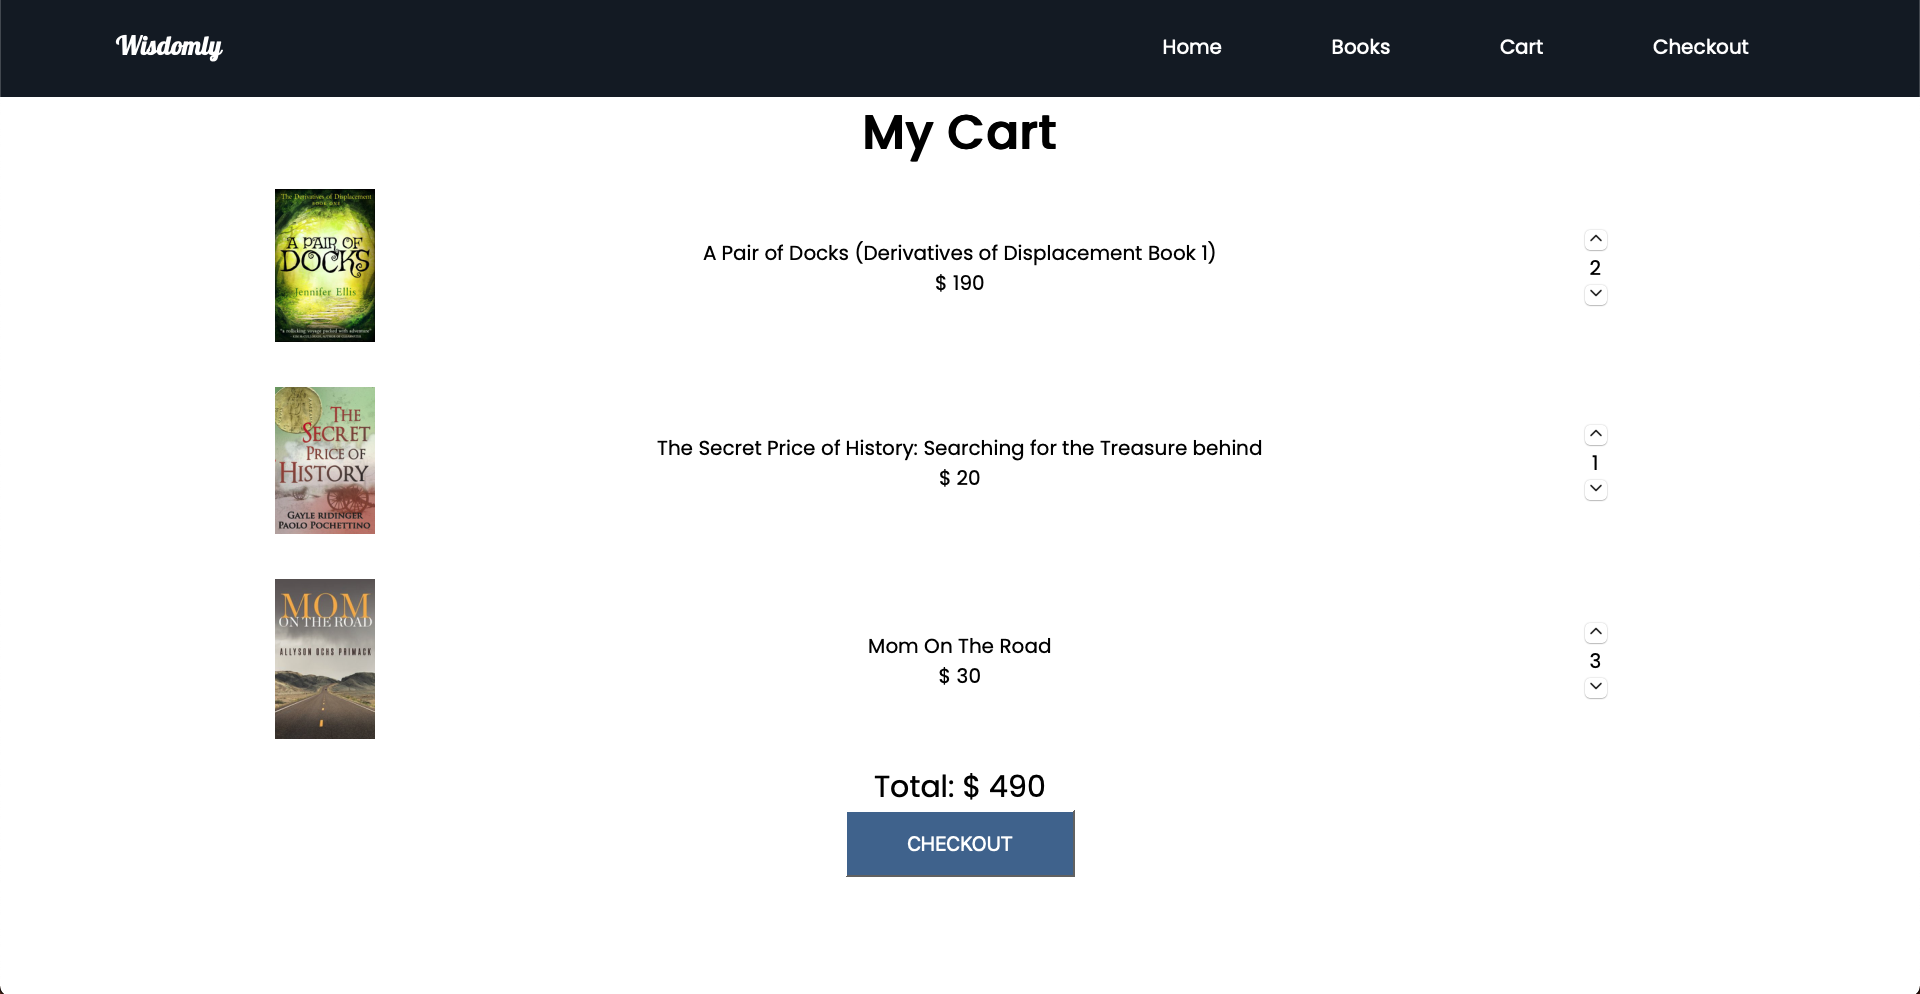 Wisdomly
Home
Books
Cart
Checkout
My Cart
The Derivatives of Displacement
A PAIR OF
DOCKS
Jennifer Ellis
A Pair of Docks (Derivatives of Displacement Book 1)
$ 190
2
THE
SECRET
PRICE OF
HISTORY
GAYLE RIDINGER
PAOLO POCHETTINO
The Secret Price of History: Searching for the Treasure behind
$ 20
1
MOM
ON THE ROAD
ALLYSON OCHS PRIMACK
Mom On The Road
$ 30
3
Total: $ 490
CHECKOUT